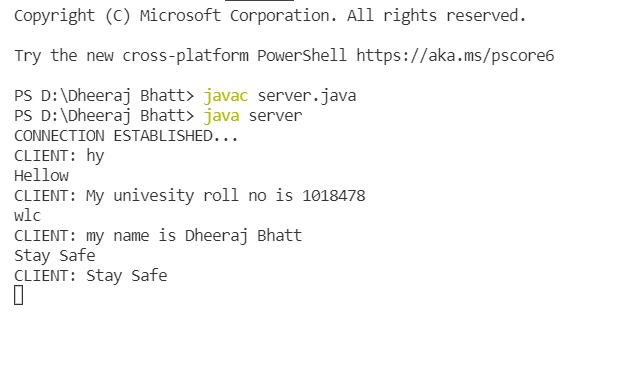 Copyright (C) Microsoft Corporation. All rights reserved.
Try the new cross-platform PowerShell https://aka.ms/pscore6
PS D:\Dheeraj Bhatt> javac server.java
PS D:\Dheeraj Bhatt> java server
CONNECTION ESTABLISHED...
CLIENT: hy
Hellow
CLIENT: My univesity roll no is 1018478
wlc
CLIENT: my name is Dheeraj Bhatt
Stay Safe
CLIENT: Stay Safe